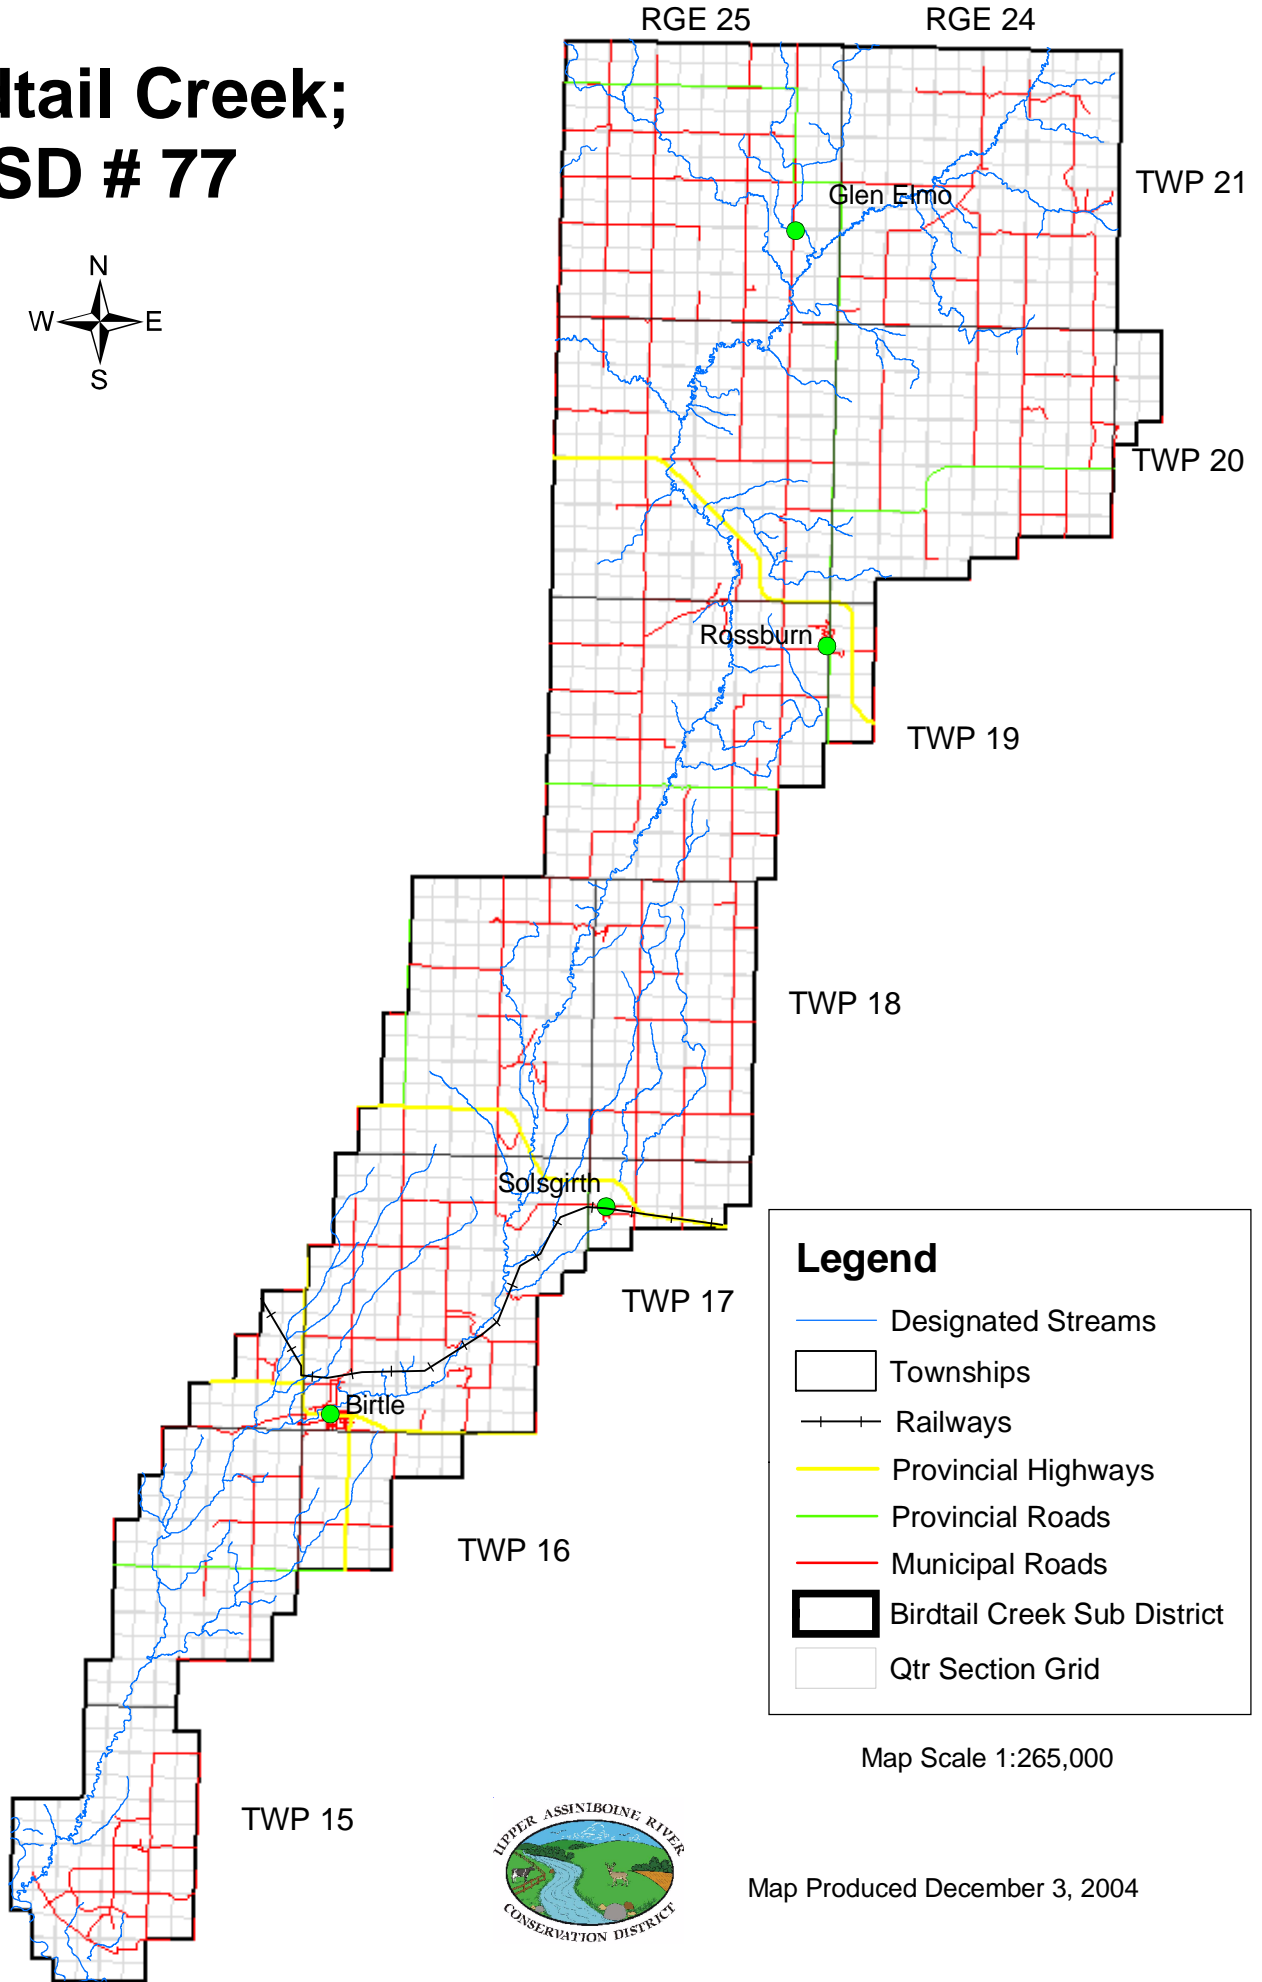 RGE 25
RGE 24
dtail Creek;
SD # 77
N
W
E
S
TWP 21
Glen Elmo
TWP 20
Rossburn
TWP 19
TWP 18
Solsgirth
TWP 17
Birtle
TWP 16
TWP 15
Legend
Designated Streams
Townships
Railways
Provincial Highways
Provincial Roads
Municipal Roads
Birdtail Creek Sub District
Qtr Section Grid
Map Scale 1:265,000
UPPER ASSINIBOINE RIVER
CONSERVATION DISTRICT
Map Produced December 3, 2004